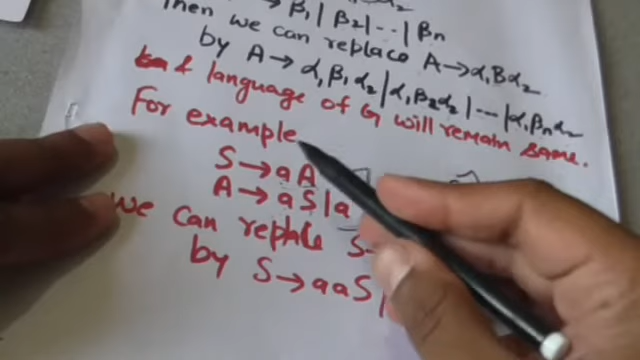 → β₁ | β₂ | ... | βn
Then we can replace A → α₁Bα₂
by A → α₁β₁α₂ | α₁β₂α₂ | --- | α₁βnα₂
& language of G will remain same.
For example
S → aA
A → aS | a
we can replace S
by S → aaS |